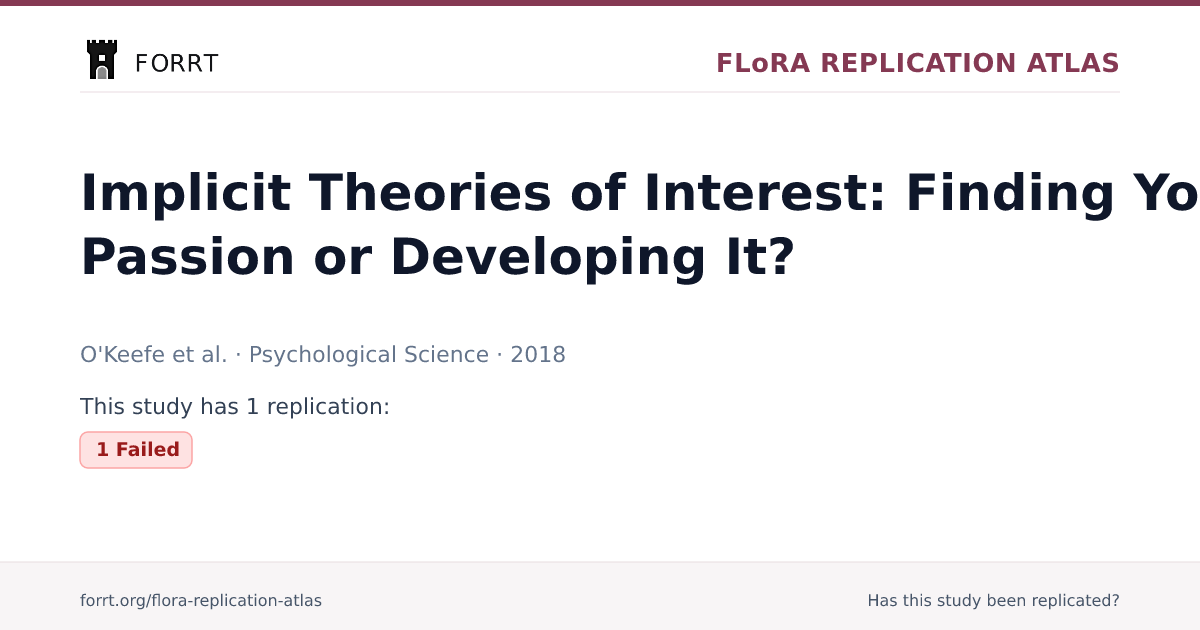 FORRT
FLoRA REPLICATION ATLAS
Implicit Theories of Interest: Finding Yo
Passion or Developing It?
O'Keefe et al. · Psychological Science · 2018
This study has 1 replication:
1 Failed
forrt.org/flora-replication-atlas
Has this study been replicated?